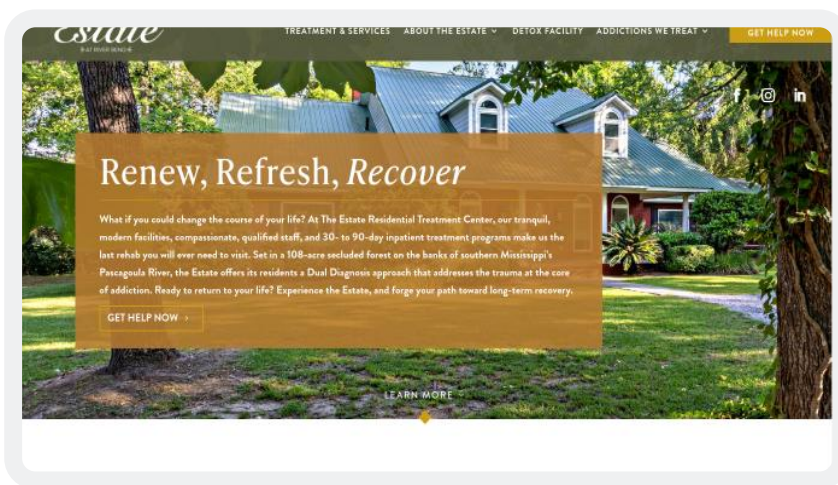 Estate
AT RIVER BEND
TREATMENT & SERVICES ABOUT THE ESTATE DETOX FACILITY ADDICTIONS WE TREAT GET HELP NOW
Renew, Refresh, Recover
What if you could change the course of your life? At The Estate Residential Treatment Center, our tranquil,
modern facilities, compassionate, qualified staff, and 30- to 90-day inpatient treatment programs make us the
last rehab you will ever need to visit. Set in a 108-acre secluded forest on the banks of southern Mississippi's
Pascagoula River, the Estate offers its residents a Dual Diagnosis approach that addresses the trauma at the core
of addiction. Ready to return to your life? Experience the Estate, and forge your path toward long-term recovery.
GET HELP NOW ›
LEARN MORE